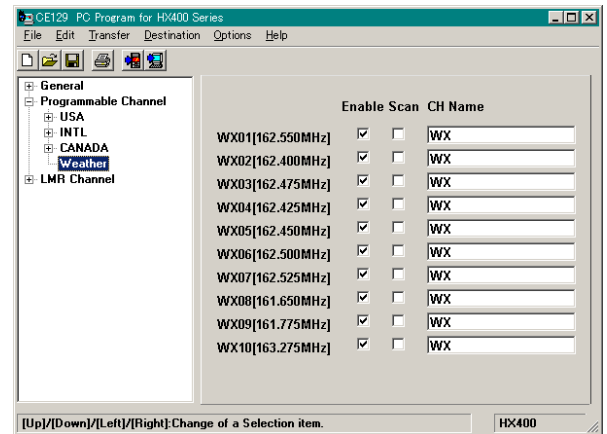 CE129 PC Program for HX400 Series
File Edit Transfer Destination Options Help
General
Programmable Channel
USA
INTL
CANADA
Weather
LMR Channel
Enable Scan CH Name
WX01[162.550MHz] WX
WX02[162.400MHz] WX
WX03[162.475MHz] WX
WX04[162.425MHz] WX
WX05[162.450MHz] WX
WX06[162.500MHz] WX
WX07[162.525MHz] WX
WX08[161.650MHz] WX
WX09[161.775MHz] WX
WX10[163.275MHz] WX
[Up]/[Down]/[Left]/[Right]:Change of a Selection item. HX400